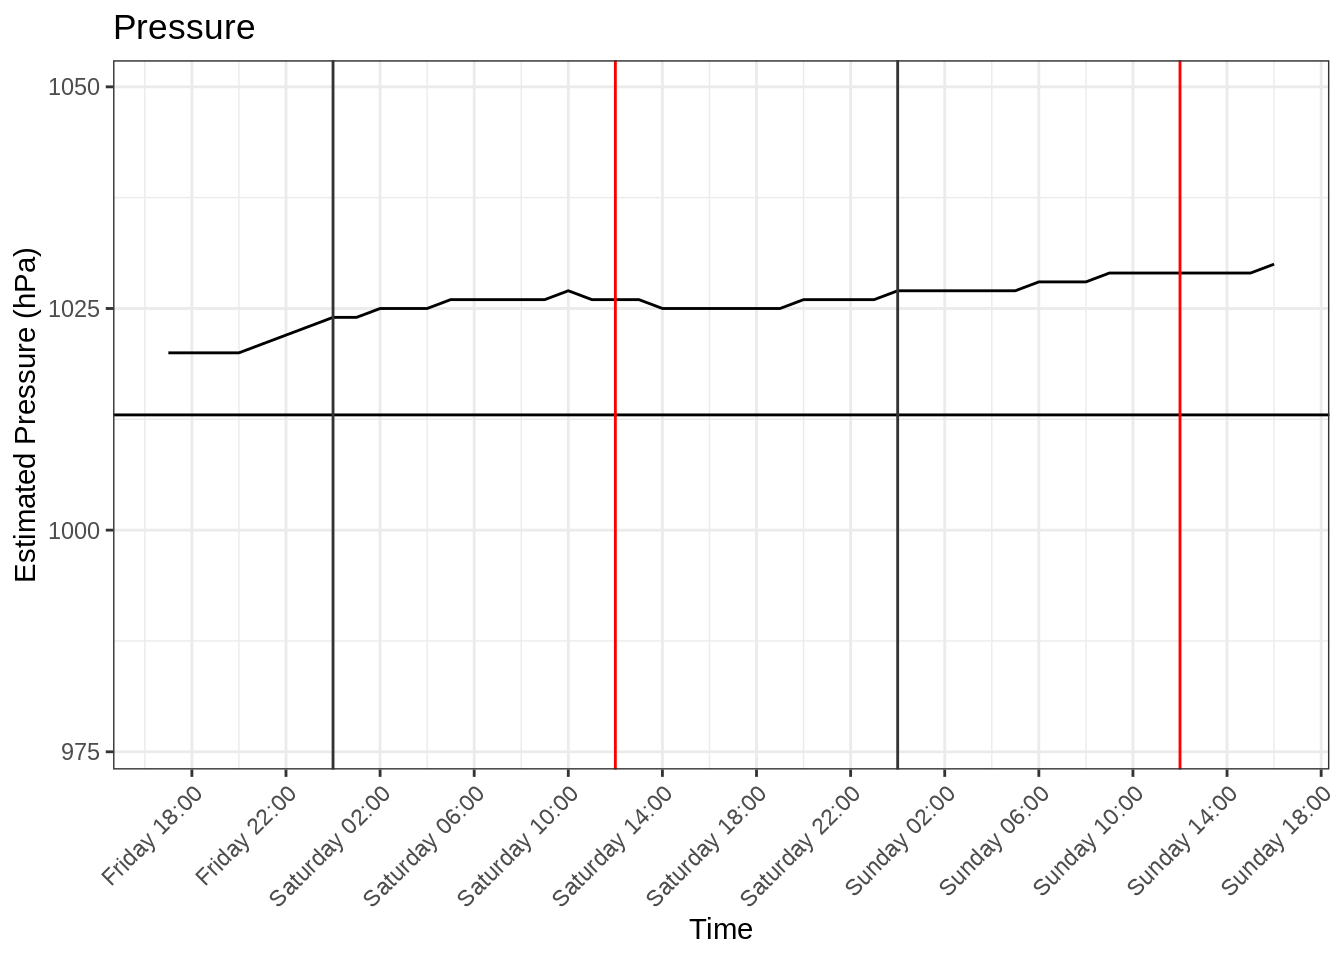 Pressure
Estimated Pressure (hPa)
1050
1025
1000
975
Friday 18:00
Friday 22:00
Saturday 02:00
Saturday 06:00
Saturday 10:00
Saturday 14:00
Saturday 18:00
Saturday 22:00
Sunday 02:00
Sunday 06:00
Sunday 10:00
Sunday 14:00
Sunday 18:00
Time